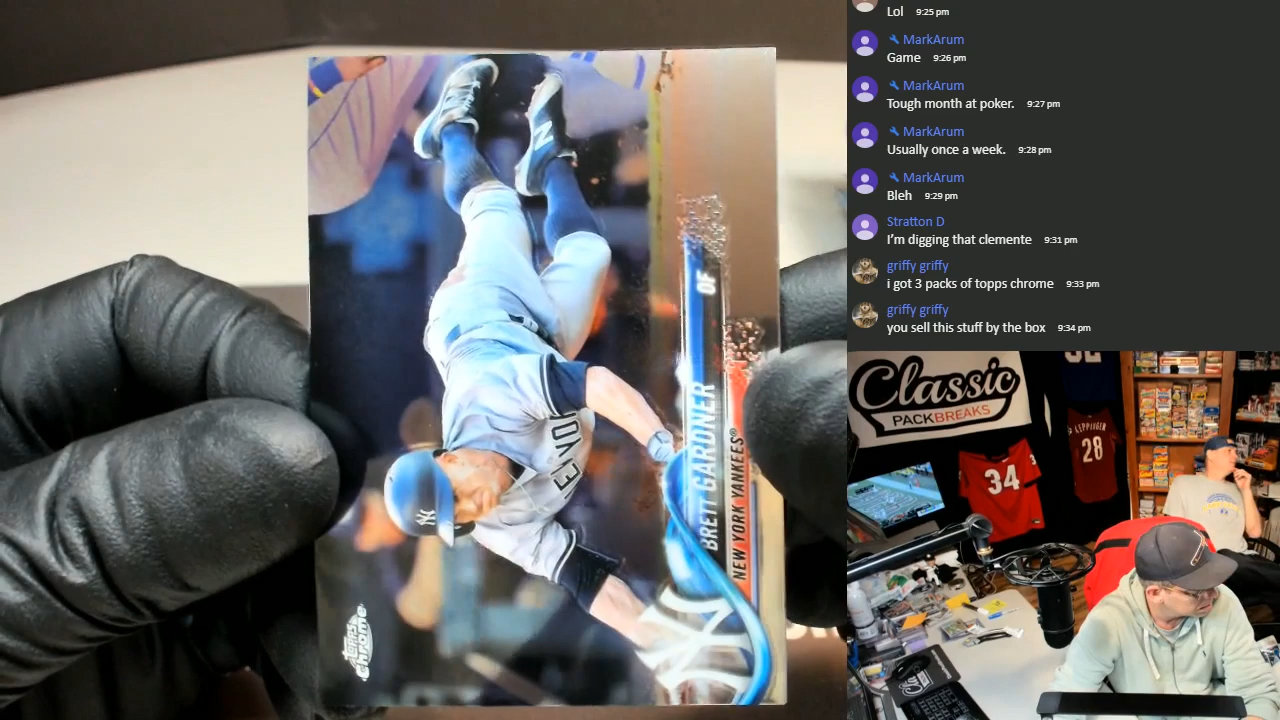 OF
BRETT GARDNER
NEW YORK YANKEES®
NY
topps
CHROME
Lol 9:25 pm
MarkArum
Game 9:26 pm
MarkArum
Tough month at poker. 9:27 pm
MarkArum
Usually once a week. 9:28 pm
MarkArum
Bleh 9:29 pm
Stratton D
I'm digging that clemente 9:31 pm
griffy griffy
i got 3 packs of topps chrome 9:33 pm
griffy griffy
you sell this stuff by the box 9:34 pm
Classic
PACKBREAKS
34
LEPPINGER
28